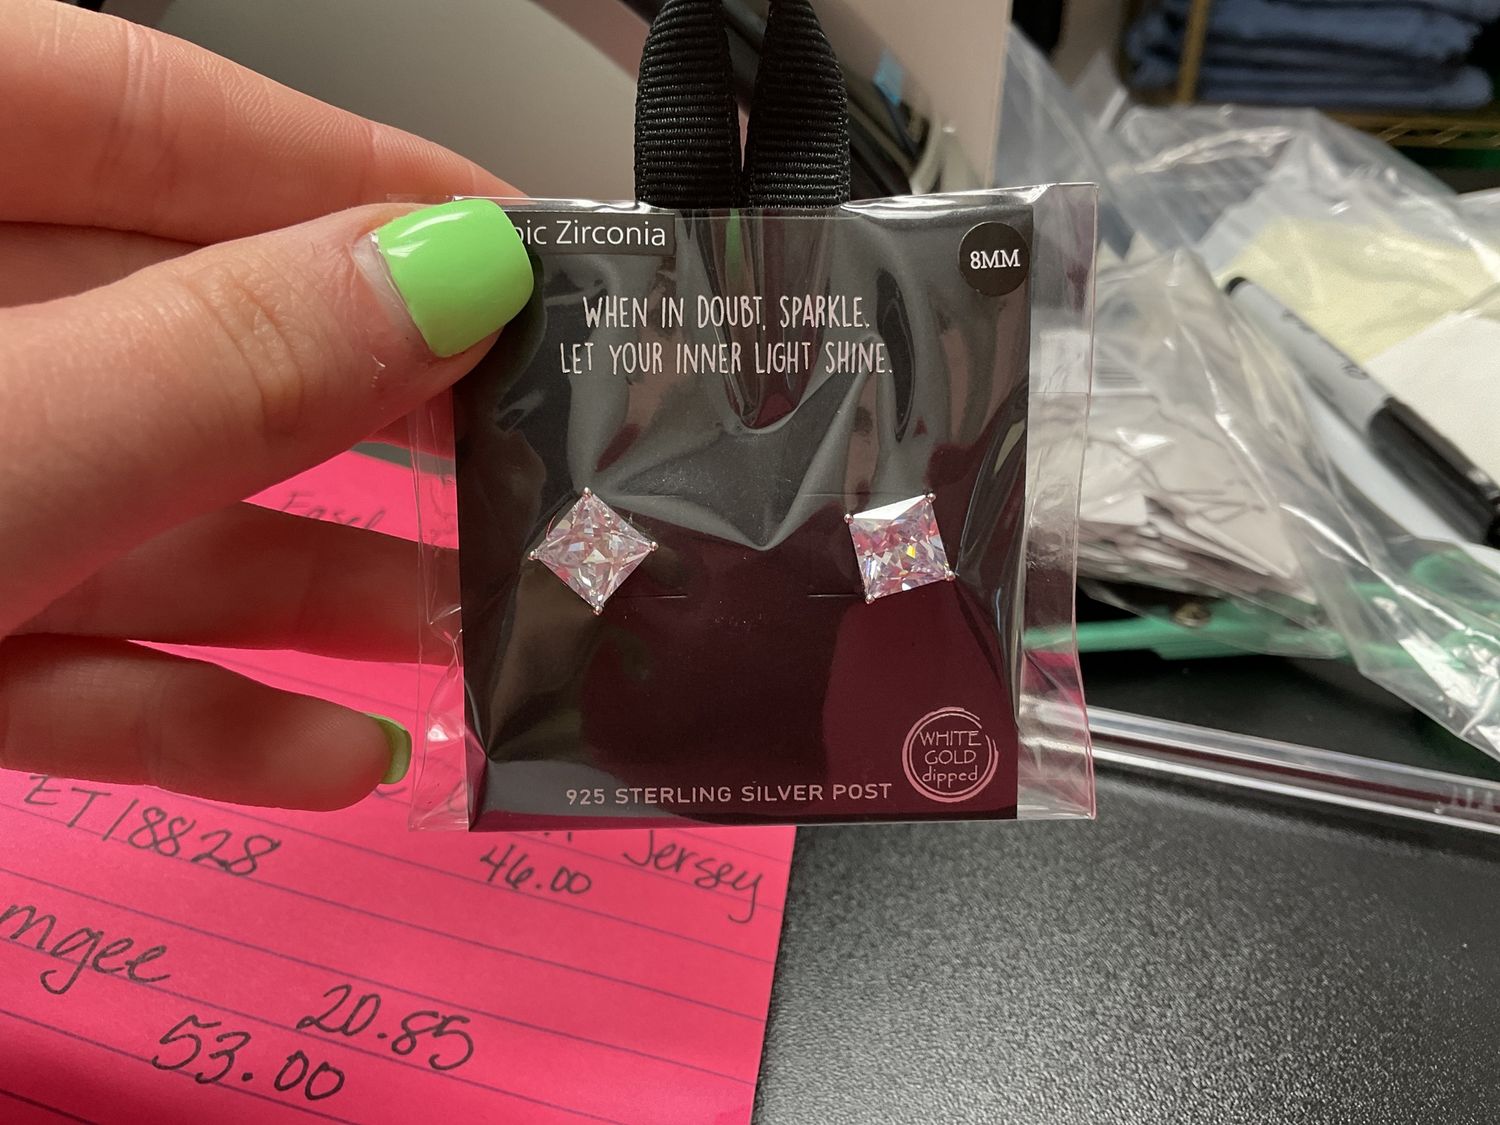 Zirconia
8MM
WHEN IN DOUBT, SPARKLE.
LET YOUR INNER LIGHT SHINE.
WHITE
GOLD
dipped
925 STERLING SILVER POST
ET18828
Jersey
46.00
mgee
20.85
53.00